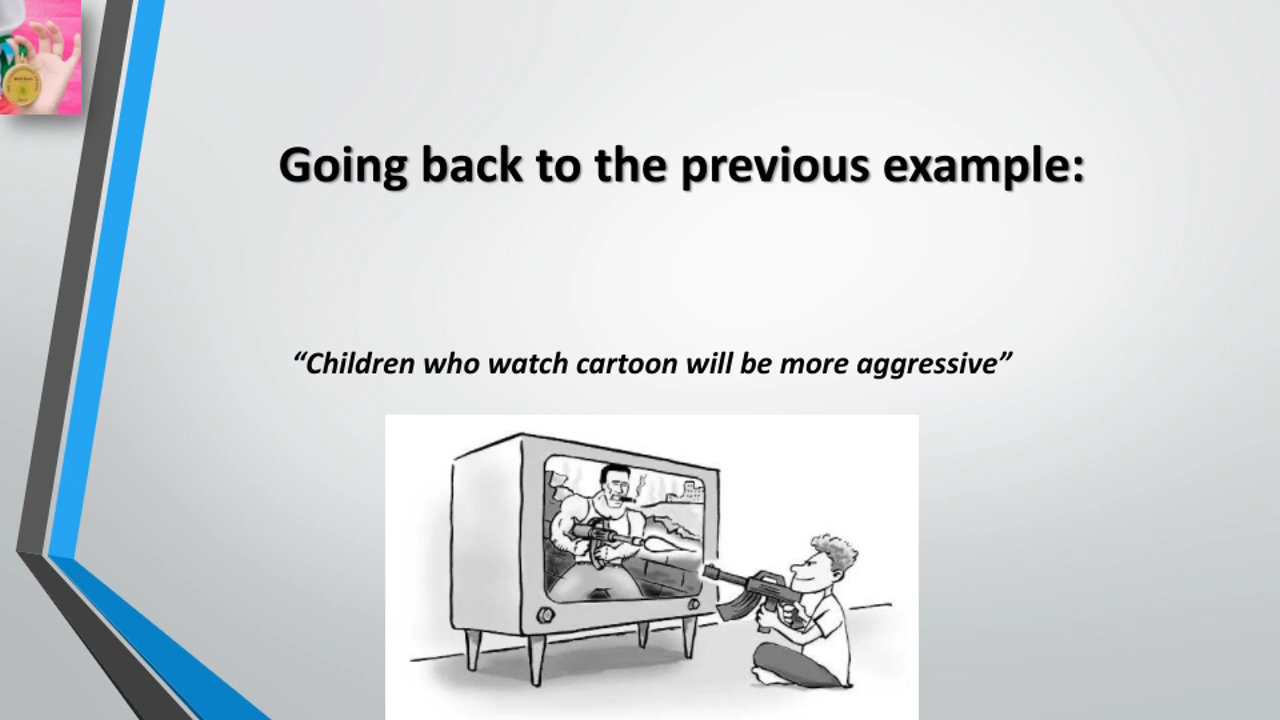 Going back to the previous example:
“Children who watch cartoon will be more aggressive”